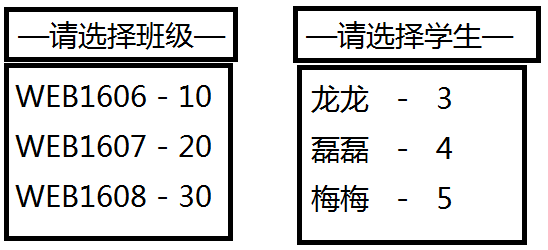 —请选择班级—
WEB1606 - 10
WEB1607 - 20
WEB1608 - 30
—请选择学生—
龙龙 - 3
磊磊 - 4
梅梅 - 5